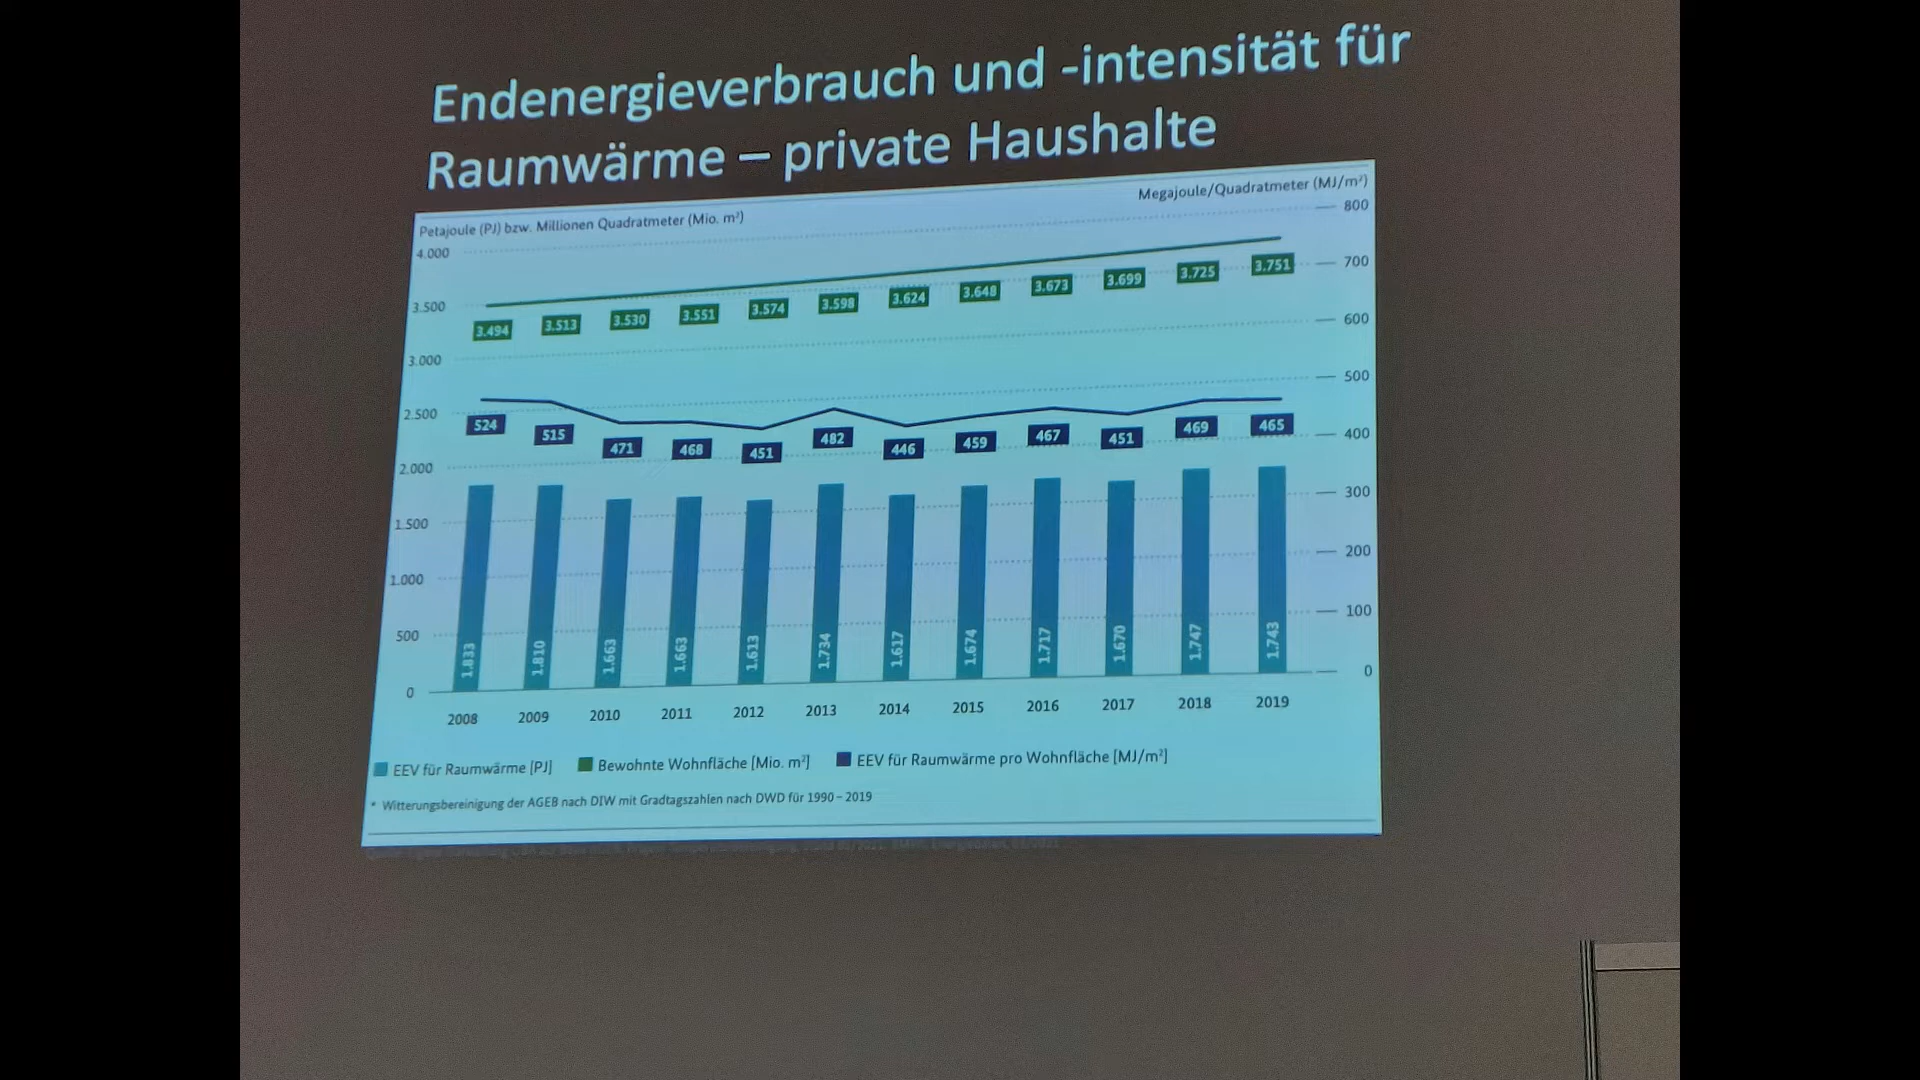 Endenergieverbrauch und -intensität für
Raumwärme – private Haushalte
Petajoule (PJ) bzw. Millionen Quadratmeter (Mio. m²)
Megajoule/Quadratmeter (MJ/m²)
4.000
3.500
3.000
2.500
2.000
1.500
1.000
500
0
800
700
600
500
400
300
200
100
0
3.494 3.513 3.530 3.551 3.574 3.598 3.624 3.648 3.673 3.699 3.725 3.751
524 515 471 468 451 482 446 459 467 451 469 465
1.833 1.810 1.663 1.663 1.613 1.734 1.617 1.674 1.717 1.670 1.747 1.743
2008 2009 2010 2011 2012 2013 2014 2015 2016 2017 2018 2019
EEV für Raumwärme [PJ] Bewohnte Wohnfläche [Mio. m²] EEV für Raumwärme pro Wohnfläche [MJ/m²]
* Witterungsbereinigung der AGEB nach DIW mit Gradtagszahlen nach DWD für 1990 – 2019